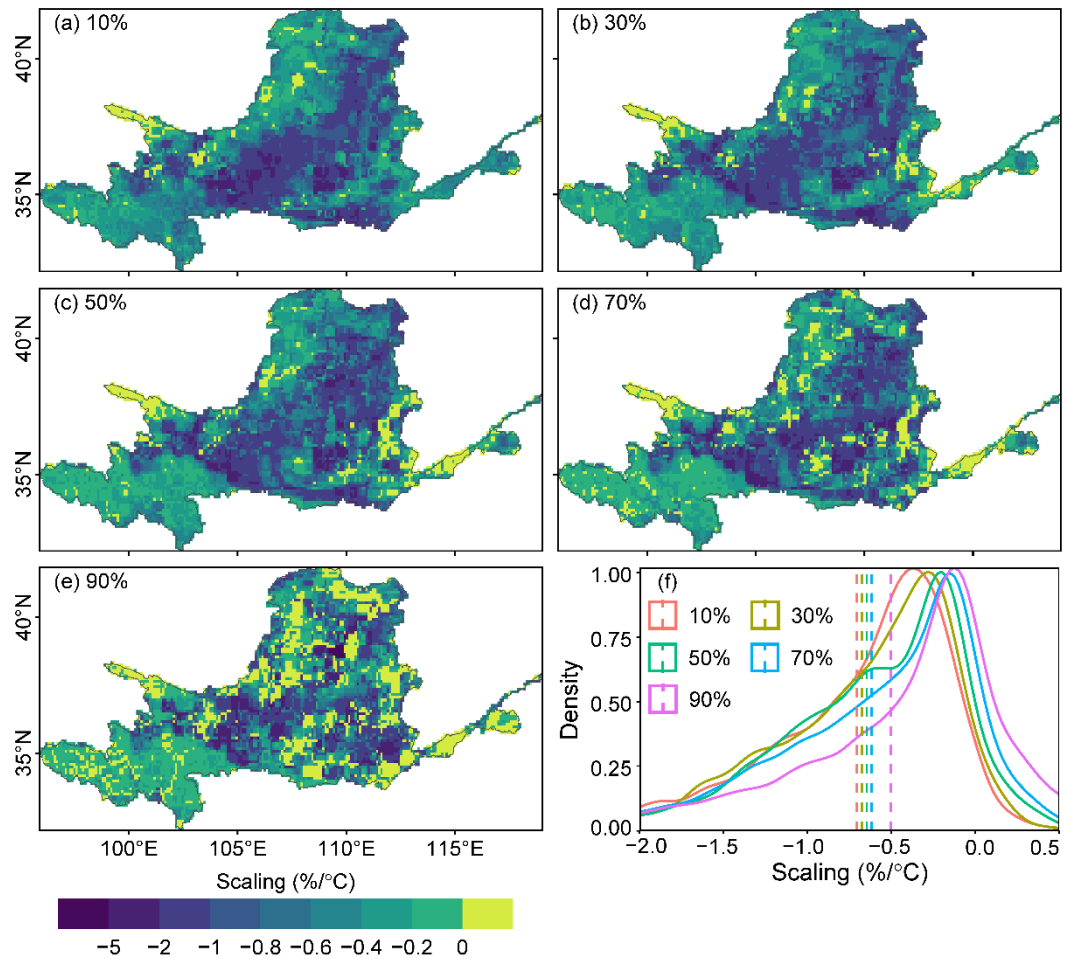 (a) 10%
(b) 30%
40°N
35°N
(c) 50%
(d) 70%
40°N
35°N
(e) 90%
(f)
40°N
35°N
100°E 105°E 110°E 115°E
Scaling (%/°C)
−5 −2 −1 −0.8 −0.6 −0.4 −0.2 0
1.00
0.75
0.50
0.25
0.00
Density
10% 30%
50% 70%
90%
−2.0 −1.5 −1.0 −0.5 0.0 0.5
Scaling (%/°C)